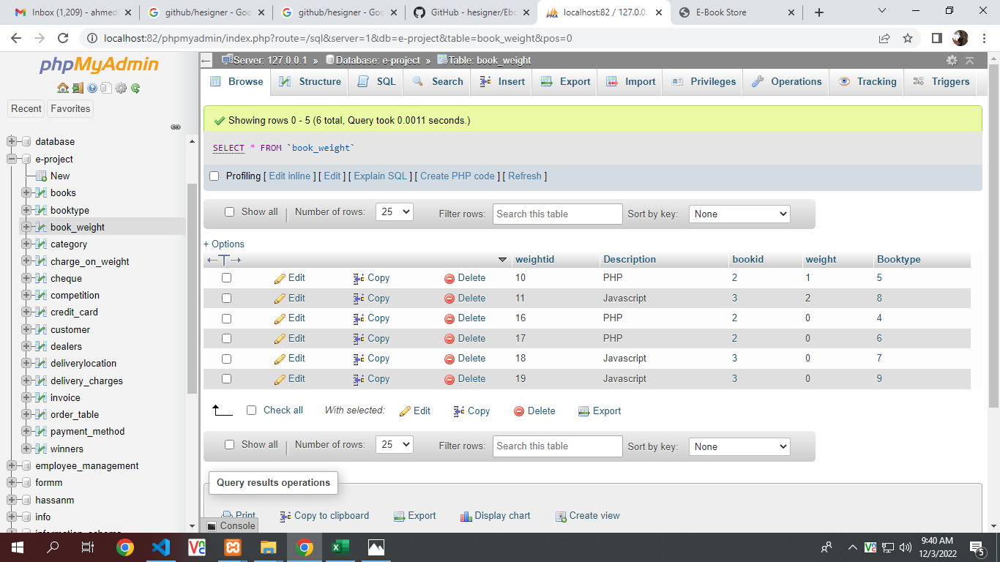 Inbox (1,209) - ahmed
github/hesigner - Goo
github/hesigner - Goo
GitHub - hesigner/Ebo
localhost:82 / 127.0.0.
E-Book Store
localhost:82/phpmyadmin/index.php?route=/sql&server=1&db=e-project&table=book_weight&pos=0
phpMyAdmin
Recent Favorites
database
e-project
New
books
booktype
book_weight
category
charge_on_weight
cheque
competition
credit_card
customer
dealers
deliverylocation
delivery_charges
invoice
order_table
payment_method
winners
employee_management
formm
hassanm
info
information_schema
Server: 127.0.0.1 » Database: e-project » Table: book_weight
Browse Structure SQL Search Insert Export Import Privileges Operations Tracking Triggers
Showing rows 0 - 5 (6 total, Query took 0.0011 seconds.)
SELECT * FROM `book_weight`
Profiling [ Edit inline ] [ Edit ] [ Explain SQL ] [ Create PHP code ] [ Refresh ]
Show all Number of rows: 25 Filter rows: Search this table Sort by key: None
+ Options
weightid Description bookid weight Booktype
Edit Copy Delete 10 PHP 2 1 5
Edit Copy Delete 11 Javascript 3 2 8
Edit Copy Delete 16 PHP 2 0 4
Edit Copy Delete 17 PHP 2 0 6
Edit Copy Delete 18 Javascript 3 0 7
Edit Copy Delete 19 Javascript 3 0 9
Check all With selected: Edit Copy Delete Export
Show all Number of rows: 25 Filter rows: Search this table Sort by key: None
Query results operations
Print Copy to clipboard Export Display chart Create view
Console
9:40 AM
12/3/2022
5